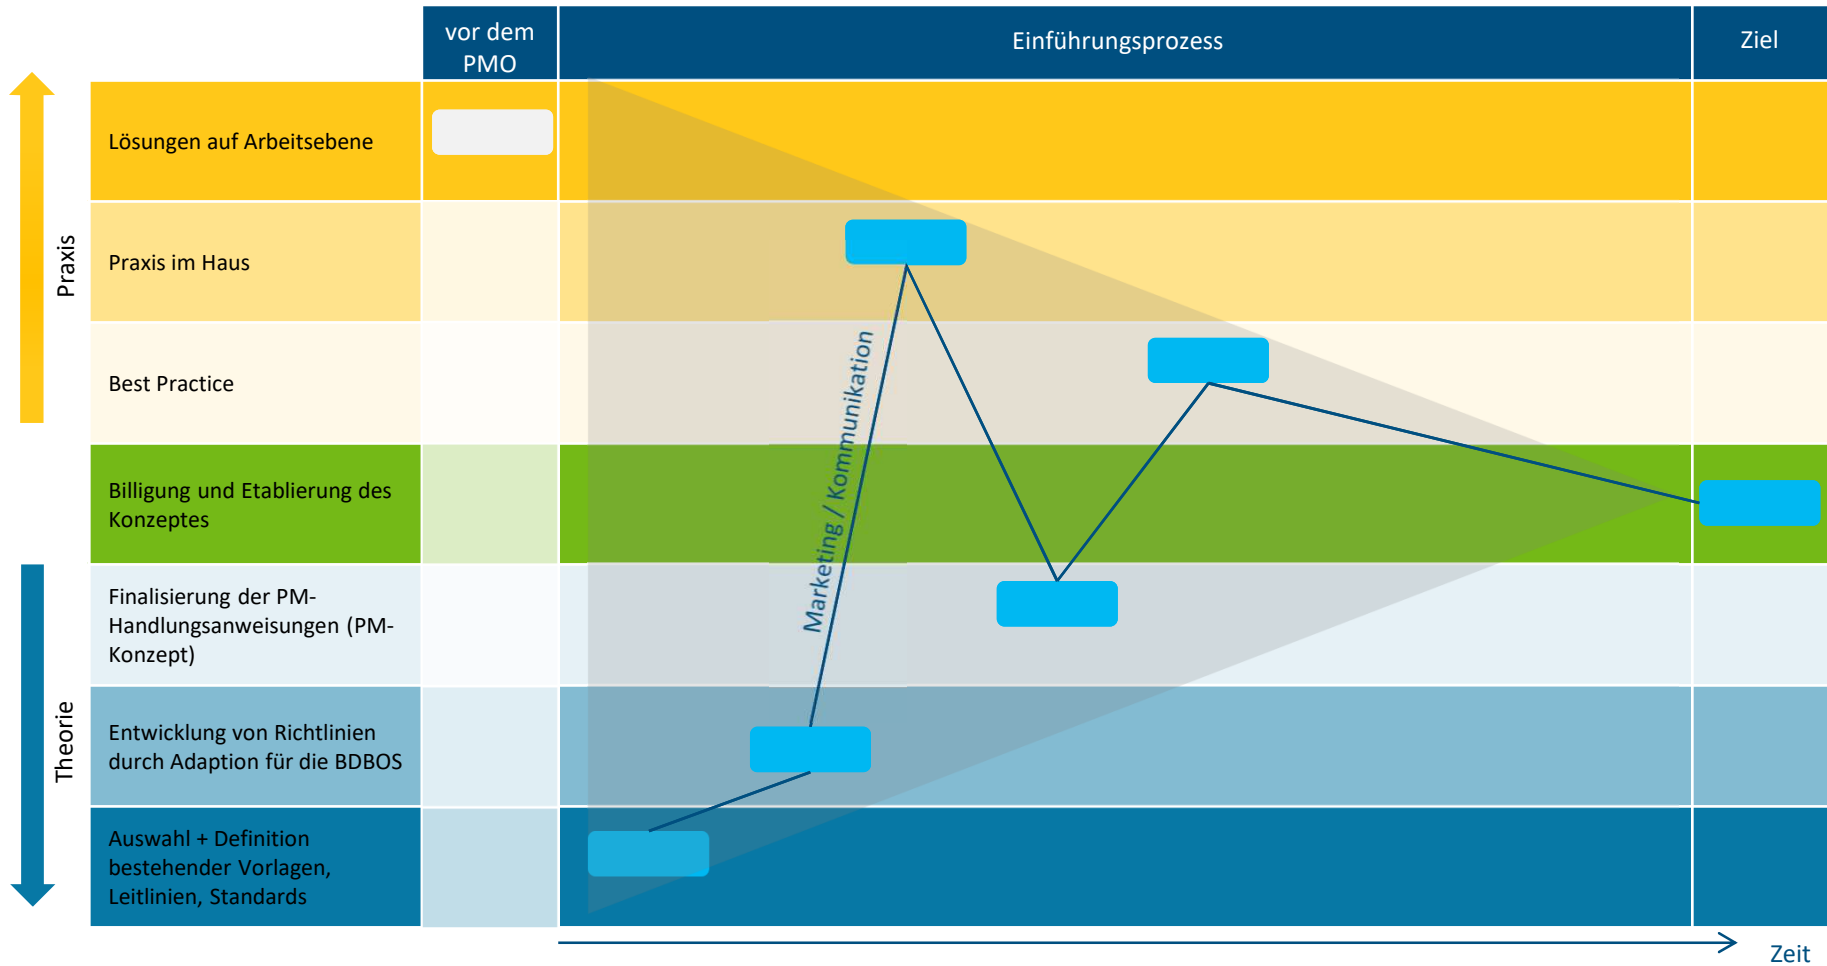 vor dem
PMO
Einführungsprozess
Ziel
Praxis
Lösungen auf Arbeitsebene
Praxis im Haus
Best Practice
Marketing / Kommunikation
Billigung und Etablierung des
Konzeptes
Theorie
Finalisierung der PM-
Handlungsanweisungen (PM-
Konzept)
Entwicklung von Richtlinien
durch Adaption für die BDBOS
Auswahl + Definition
bestehender Vorlagen,
Leitlinien, Standards
Zeit